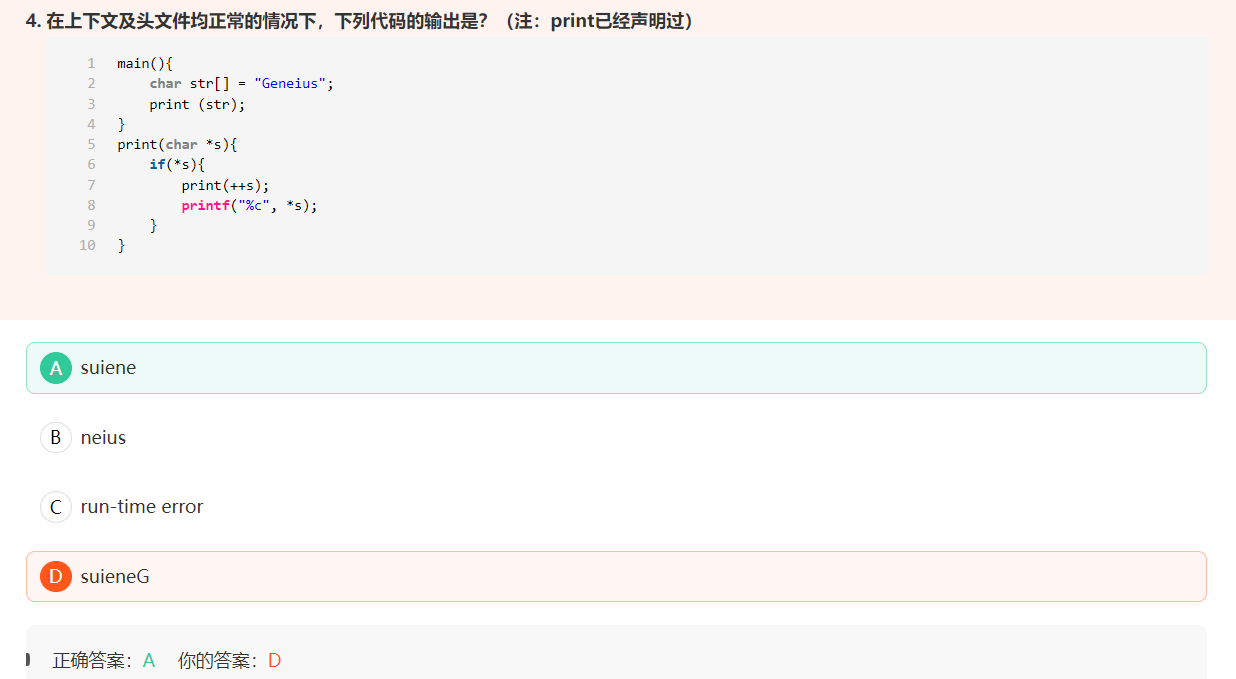 4. 在上下文及头文件均正常的情况下，下列代码的输出是？（注：print已经声明过）
1 main(){
2     char str[] = "Geneius";
3     print (str);
4 }
5 print(char *s){
6     if(*s){
7         print(++s);
8         printf("%c", *s);
9     }
10 }
A suiene
B neius
C run-time error
D suieneG
正确答案：A 你的答案：D